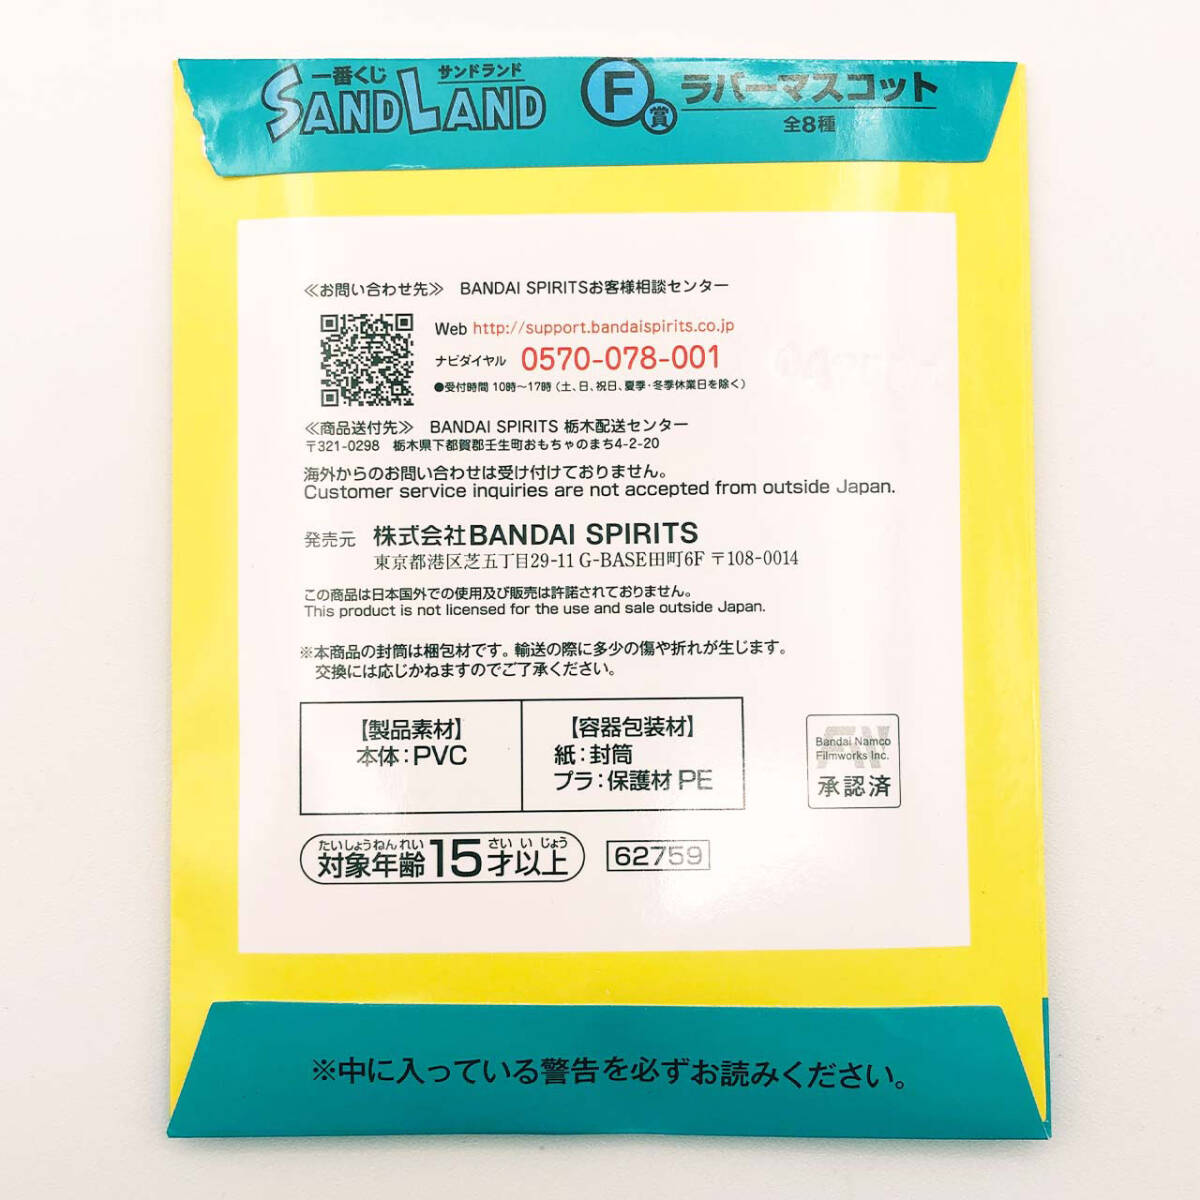 一番くじ サンドランド
SANDLAND
F賞 ラバーマスコット
全8種
≪お問い合わせ先≫ BANDAI SPIRITSお客様相談センター
Web http://support.bandaispirits.co.jp
ナビダイヤル 0570-078-001
●受付時間 10時～17時（土、日、祝日、夏季・冬季休業日を除く）
≪商品送付先≫ BANDAI SPIRITS 栃木配送センター
〒321-0298 栃木県下都賀郡壬生町おもちゃのまち4-2-20
海外からのお問い合わせは受け付けておりません。
Customer service inquiries are not accepted from outside Japan.
発売元 株式会社BANDAI SPIRITS
東京都港区芝五丁目29-11 G-BASE田町6F 〒108-0014
この商品は日本国外での使用及び販売は許諾されておりません。
This product is not licensed for the use and sale outside Japan.
※本商品の封筒は梱包材です。輸送の際に多少の傷や折れが生じます。
交換には応じかねますのでご了承ください。
【製品素材】
本体：PVC
【容器包装材】
紙：封筒
プラ：保護材 PE
Bandai Namco
Filmworks Inc.
承認済
たいしょうねんれい さい いじょう
対象年齢15才以上
62759
※中に入っている警告を必ずお読みください。